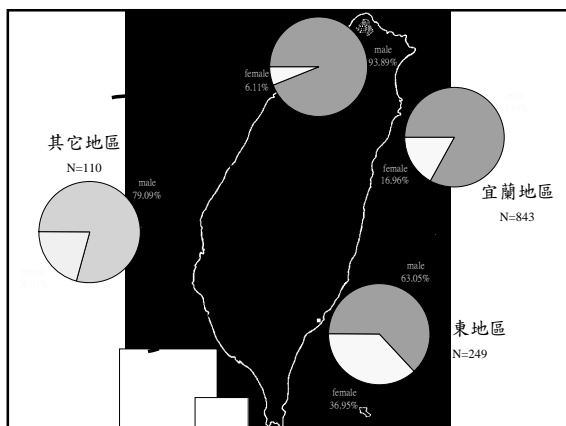 male
93.89%
female
6.11%
其它地區
N=110
male
79.09%
female
16.96%
宜蘭地區
N=843
male
63.05%
東地區
N=249
female
36.95%